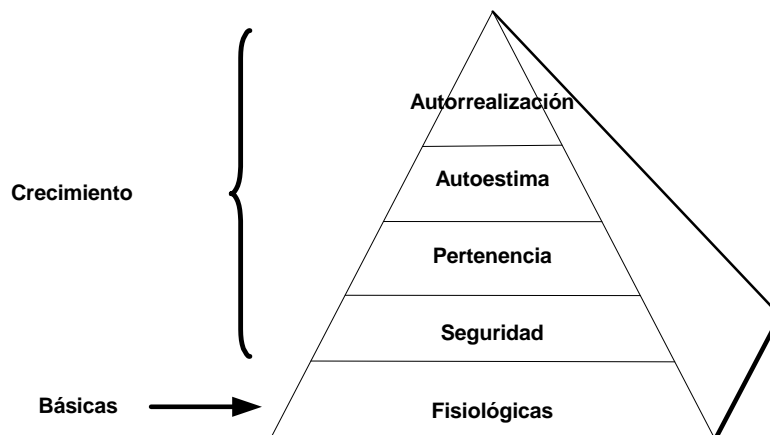 Autorrealización
Autoestima
Crecimiento
Pertenencia
Seguridad
Básicas
Fisiológicas